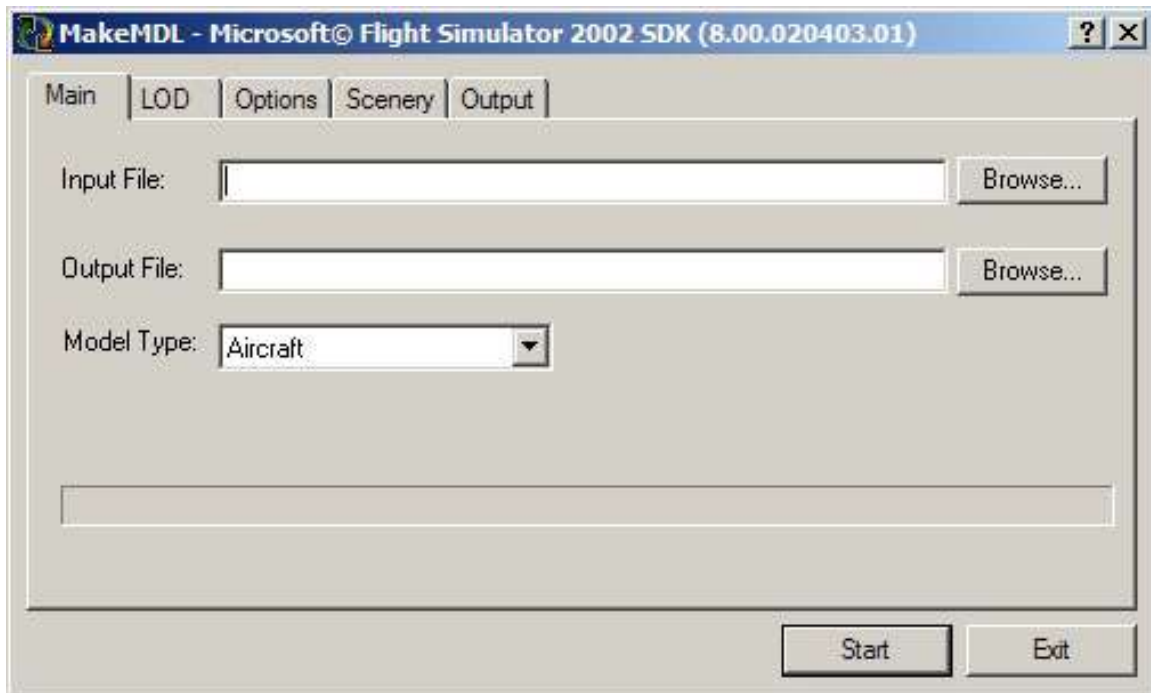 MakeMDL - Microsoft© Flight Simulator 2002 SDK (8.00.020403.01)
Main LOD Options Scenery Output
Input File: Browse...
Output File: Browse...
Model Type: Aircraft
Start Exit